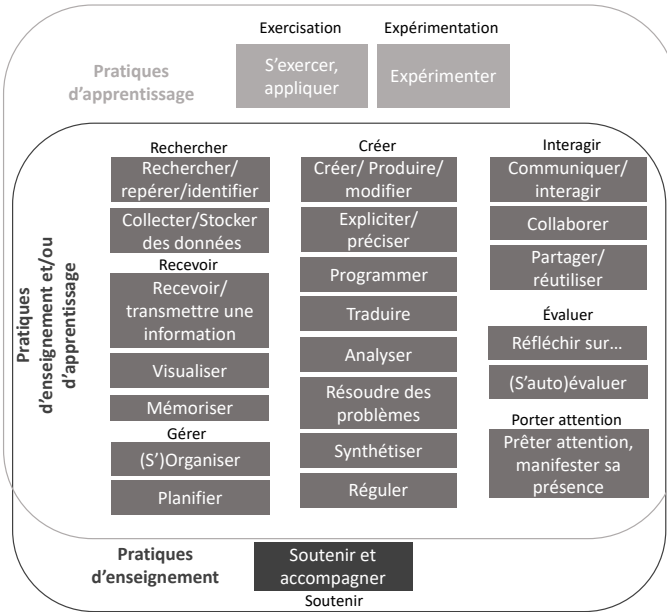 Exercisation
Expérimentation
Pratiques
d'apprentissage
S'exercer,
appliquer
Expérimenter
Pratiques
d'enseignement et/ou
d'apprentissage
Rechercher
Rechercher/
repérer/identifier
Collecter/Stocker
des données
Recevoir
Recevoir/
transmettre une
information
Visualiser
Mémoriser
Gérer
(S')Organiser
Planifier
Créer
Créer/ Produire/
modifier
Expliciter/
préciser
Programmer
Traduire
Analyser
Résoudre des
problèmes
Synthétiser
Réguler
Interagir
Communiquer/
interagir
Collaborer
Partager/
réutiliser
Évaluer
Réfléchir sur…
(S'auto)évaluer
Porter attention
Prêter attention,
manifester sa
présence
Pratiques
d'enseignement
Soutenir et
accompagner
Soutenir